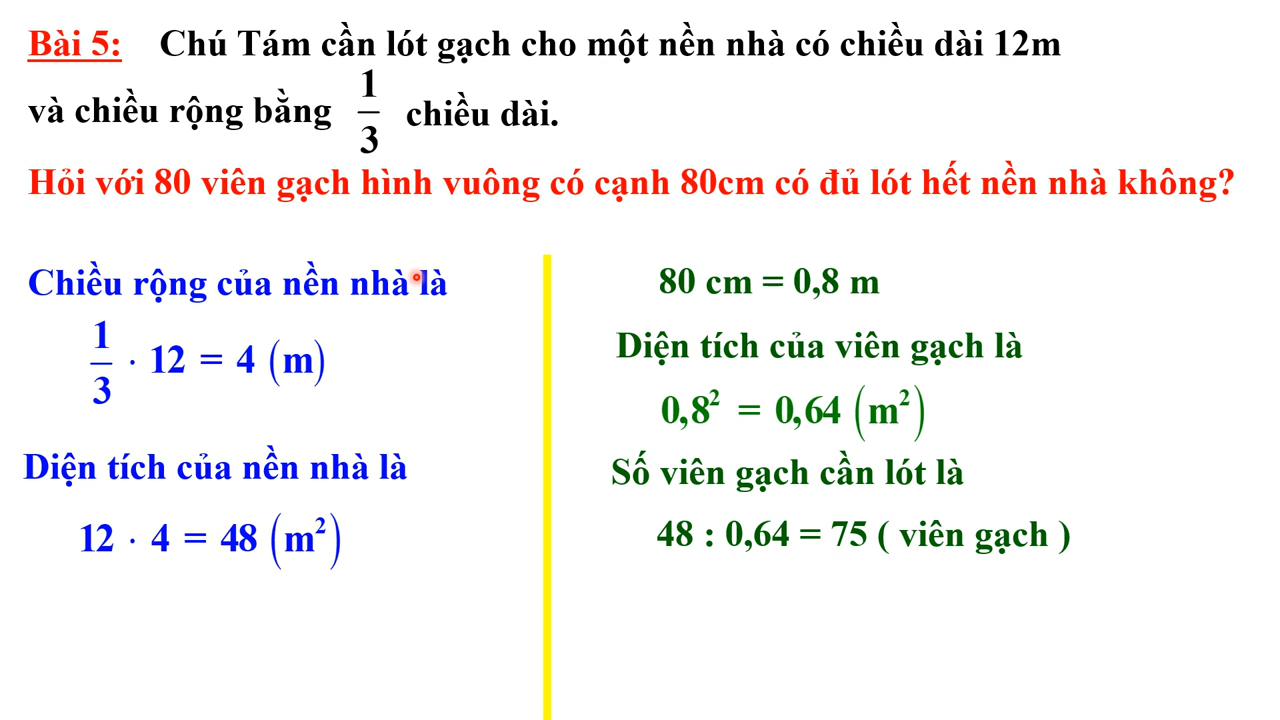 Bài 5: Chú Tám cần lót gạch cho một nền nhà có chiều dài 12m
và chiều rộng bằng 1/3 chiều dài.
Hỏi với 80 viên gạch hình vuông có cạnh 80cm có đủ lót hết nền nhà không?
Chiều rộng của nền nhà là
1/3 · 12 = 4 (m)
Diện tích của nền nhà là
12 · 4 = 48 (m²)
80 cm = 0,8 m
Diện tích của viên gạch là
0,8² = 0,64 (m²)
Số viên gạch cần lót là
48 : 0,64 = 75 ( viên gạch )